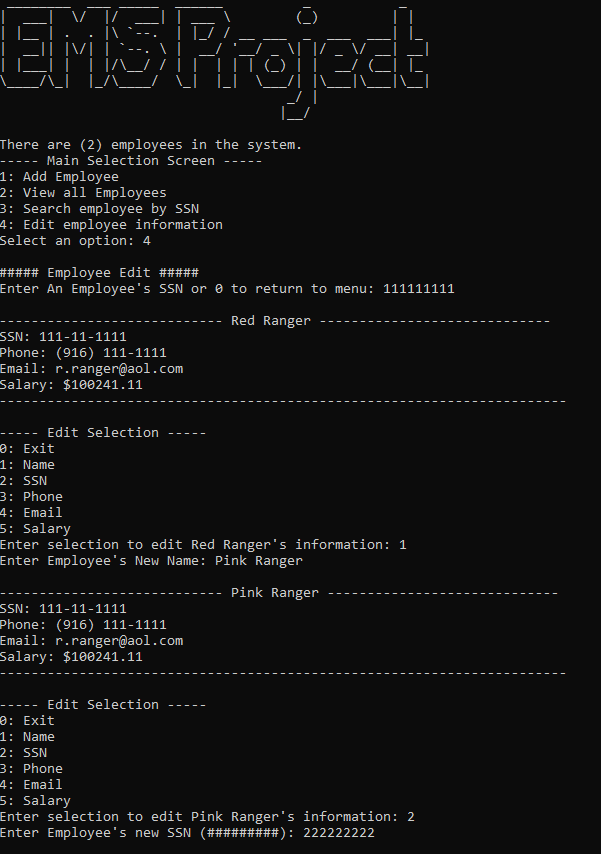 EMS Project
There are (2) employees in the system.
----- Main Selection Screen -----
1: Add Employee
2: View all Employees
3: Search employee by SSN
4: Edit employee information
Select an option: 4
##### Employee Edit #####
Enter An Employee's SSN or 0 to return to menu: 111111111
---------------------------- Red Ranger -----------------------------
SSN: 111-11-1111
Phone: (916) 111-1111
Email: r.ranger@aol.com
Salary: $100241.11
-----------------------------------------------------------------------
----- Edit Selection -----
0: Exit
1: Name
2: SSN
3: Phone
4: Email
5: Salary
Enter selection to edit Red Ranger's information: 1
Enter Employee's New Name: Pink Ranger
---------------------------- Pink Ranger -----------------------------
SSN: 111-11-1111
Phone: (916) 111-1111
Email: r.ranger@aol.com
Salary: $100241.11
-----------------------------------------------------------------------
----- Edit Selection -----
0: Exit
1: Name
2: SSN
3: Phone
4: Email
5: Salary
Enter selection to edit Pink Ranger's information: 2
Enter Employee's new SSN (#########): 222222222